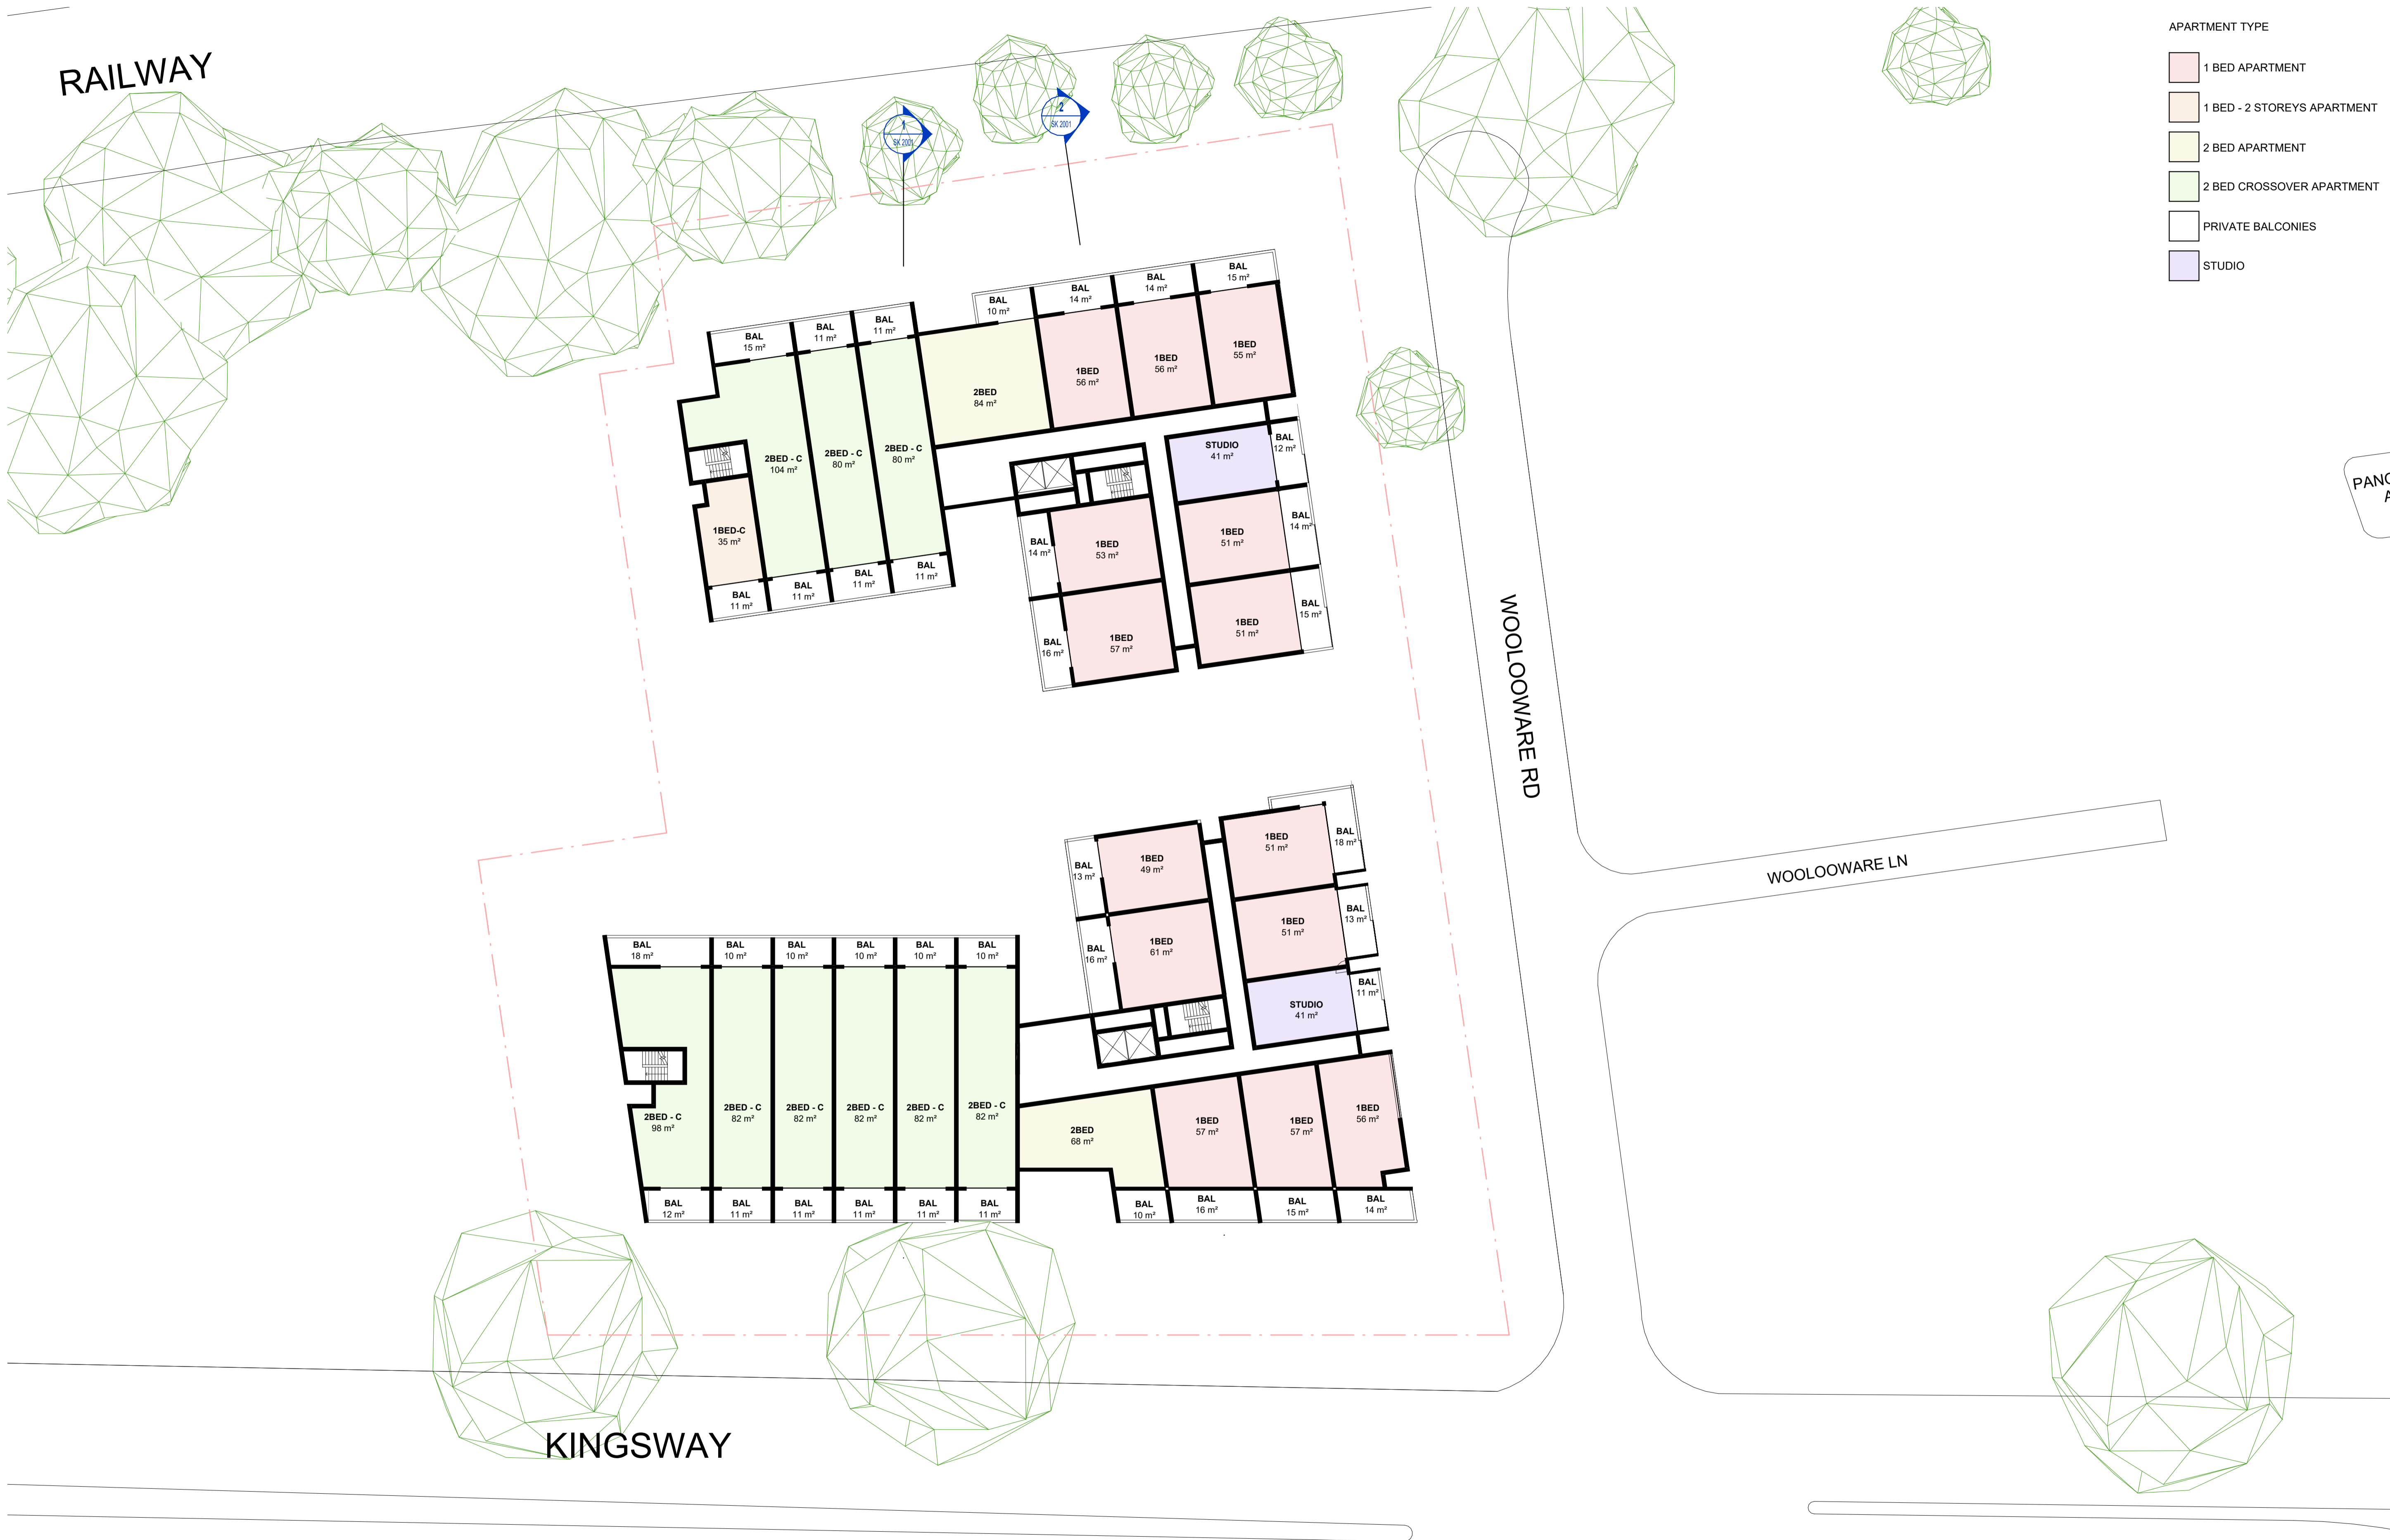 RAILWAY
APARTMENT TYPE
1 BED APARTMENT
1 BED - 2 STOREYS APARTMENT
2 BED APARTMENT
2 BED CROSSOVER APARTMENT
PRIVATE BALCONIES
STUDIO
1
SK 2001
2
SK 2001
BAL
15 m²
BAL
11 m²
BAL
11 m²
BAL
10 m²
BAL
14 m²
BAL
14 m²
BAL
15 m²
2BED - C
104 m²
2BED - C
80 m²
2BED - C
80 m²
2BED
84 m²
1BED
56 m²
1BED
56 m²
1BED
55 m²
1BED-C
35 m²
BAL
11 m²
BAL
11 m²
BAL
11 m²
BAL
11 m²
STUDIO
41 m²
BAL
12 m²
BAL
14 m²
1BED
53 m²
1BED
51 m²
BAL
14 m²
BAL
16 m²
1BED
57 m²
1BED
51 m²
BAL
15 m²
WOOLOOWARE RD
WOOLOOWARE LN
PANO
A
BAL
13 m²
1BED
49 m²
1BED
51 m²
BAL
18 m²
BAL
16 m²
1BED
61 m²
1BED
51 m²
BAL
13 m²
STUDIO
41 m²
BAL
11 m²
BAL
18 m²
BAL
10 m²
BAL
10 m²
BAL
10 m²
BAL
10 m²
BAL
10 m²
2BED - C
98 m²
2BED - C
82 m²
2BED - C
82 m²
2BED - C
82 m²
2BED - C
82 m²
2BED - C
82 m²
2BED
68 m²
1BED
57 m²
1BED
57 m²
1BED
56 m²
BAL
12 m²
BAL
11 m²
BAL
11 m²
BAL
11 m²
BAL
11 m²
BAL
11 m²
BAL
10 m²
BAL
16 m²
BAL
15 m²
BAL
14 m²
KINGSWAY